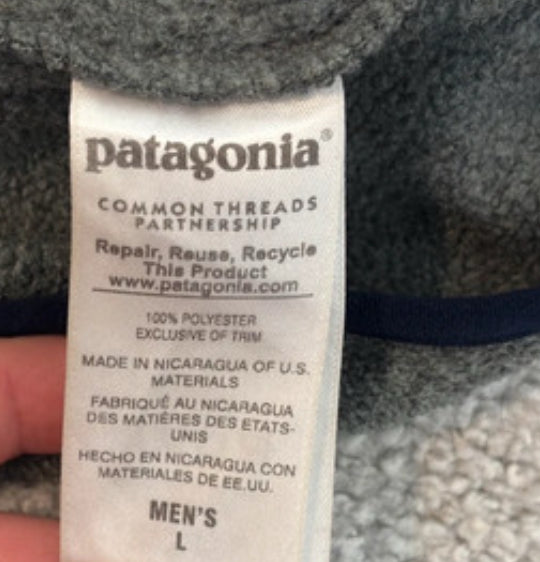 patagonia®
COMMON THREADS
PARTNERSHIP
Repair, Reuse, Recycle
This Product
www.patagonia.com
100% POLYESTER
EXCLUSIVE OF TRIM
MADE IN NICARAGUA OF U.S.
MATERIALS
FABRIQUÉ AU NICARAGUA
DES MATIÈRES DES ETATS-
UNIS
HECHO EN NICARAGUA CON
MATERIALES DE EE.UU.
MEN'S
L